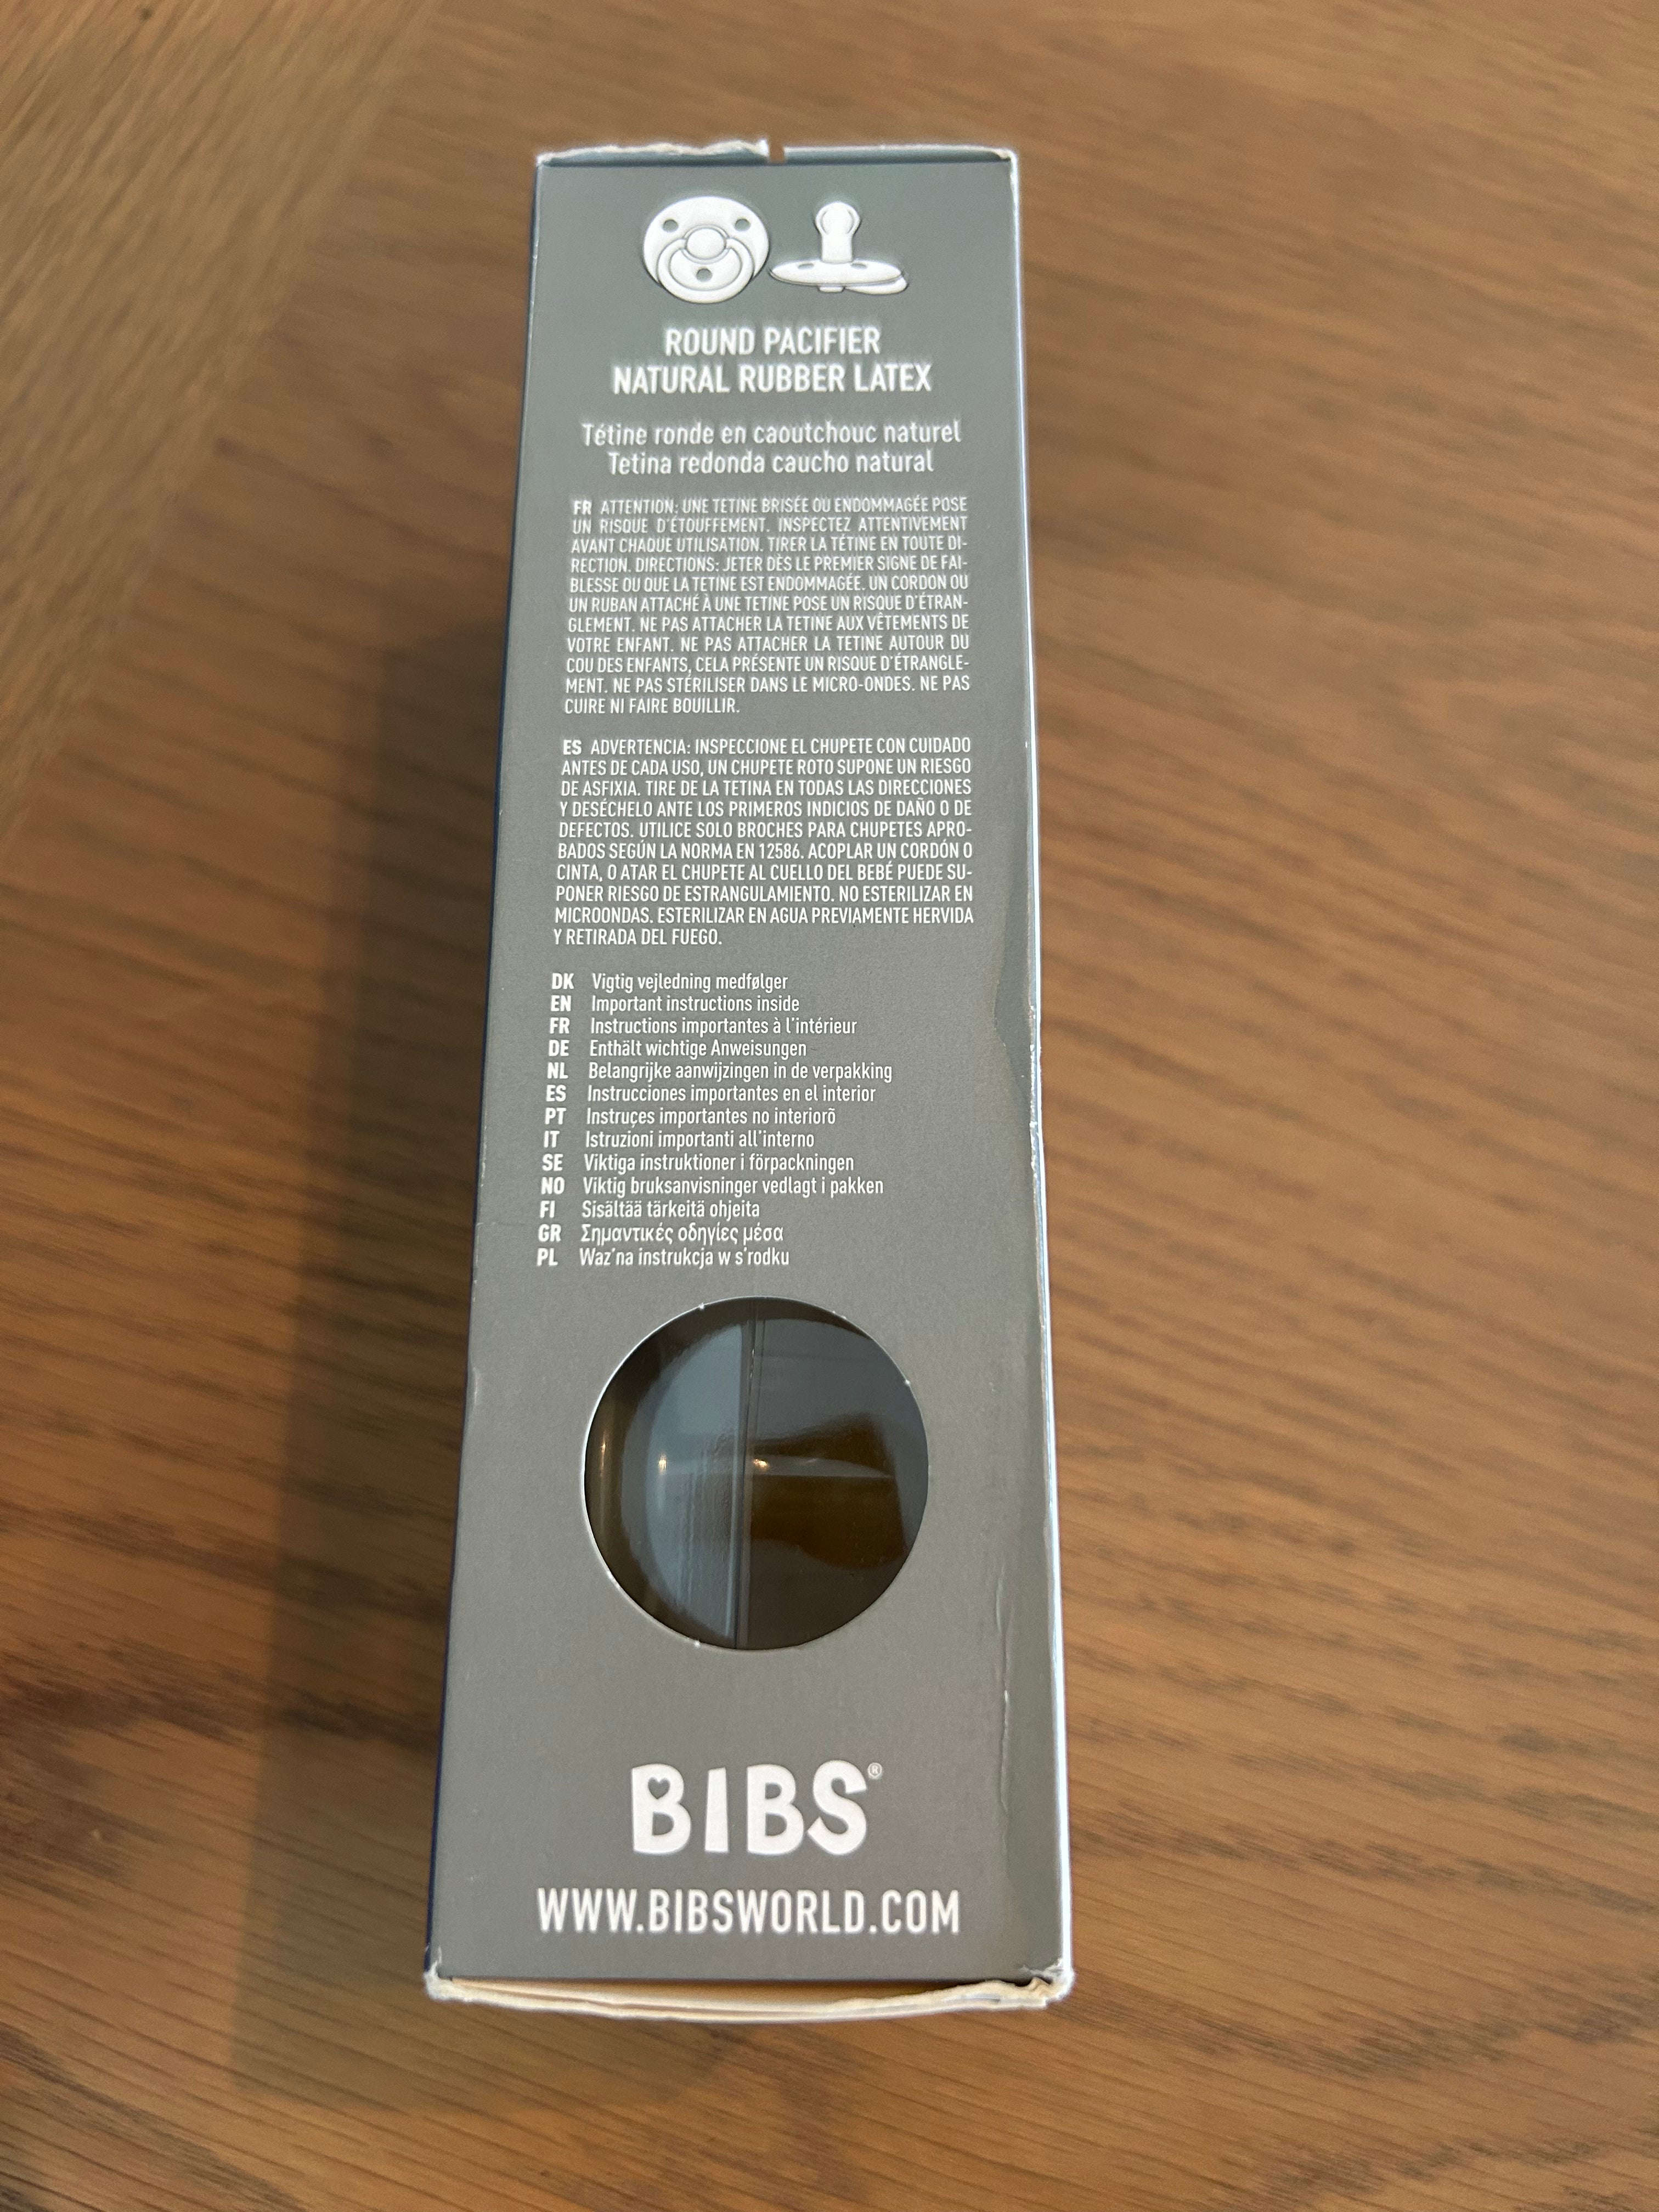 ROUND PACIFIER
NATURAL RUBBER LATEX
Tétine ronde en caoutchouc naturel
Tetina redonda caucho natural
FR ATTENTION: UNE TETINE BRISÉE OU ENDOMMAGÉE POSE
UN RISQUE D'ÉTOUFFEMENT. INSPECTEZ ATTENTIVEMENT
AVANT CHAQUE UTILISATION. TIRER LA TÉTINE EN TOUTE DI-
RECTION. DIRECTIONS: JETER DÈS LE PREMIER SIGNE DE FAI-
BLESSE OU QUE LA TETINE EST ENDOMMAGÉE. UN CORDON OU
UN RUBAN ATTACHÉ À UNE TETINE POSE UN RISQUE D'ÉTRAN-
GLEMENT. NE PAS ATTACHER LA TETINE AUX VÊTEMENTS DE
VOTRE ENFANT. NE PAS ATTACHER LA TETINE AUTOUR DU
COU DES ENFANTS, CELA PRÉSENTE UN RISQUE D'ÉTRANGLE-
MENT. NE PAS STÉRILISER DANS LE MICRO-ONDES. NE PAS
CUIRE NI FAIRE BOUILLIR.
ES ADVERTENCIA: INSPECCIONE EL CHUPETE CON CUIDADO
ANTES DE CADA USO, UN CHUPETE ROTO SUPONE UN RIESGO
DE ASFIXIA. TIRE DE LA TETINA EN TODAS LAS DIRECCIONES
Y DESÉCHELO ANTE LOS PRIMEROS INDICIOS DE DAÑO O DE
DEFECTOS. UTILICE SOLO BROCHES PARA CHUPETES APRO-
BADOS SEGÚN LA NORMA EN 12586. ACOPLAR UN CORDÓN O
CINTA, O ATAR EL CHUPETE AL CUELLO DEL BEBÉ PUEDE SU-
PONER RIESGO DE ESTRANGULAMIENTO. NO ESTERILIZAR EN
MICROONDAS. ESTERILIZAR EN AGUA PREVIAMENTE HERVIDA
Y RETIRADA DEL FUEGO.
DK Vigtig vejledning medfølger
EN Important instructions inside
FR Instructions importantes à l'intérieur
DE Enthält wichtige Anweisungen
NL Belangrijke aanwijzingen in de verpakking
ES Instrucciones importantes en el interior
PT Instruçes importantes no interiorõ
IT Istruzioni importanti all'interno
SE Viktiga instruktioner i förpackningen
NO Viktig bruksanvisninger vedlagt i pakken
FI Sisältää tärkeitä ohjeita
GR Σημαντικές οδηγίες μέσα
PL Waz'na instrukcja w s'rodku
BIBS®
WWW.BIBSWORLD.COM